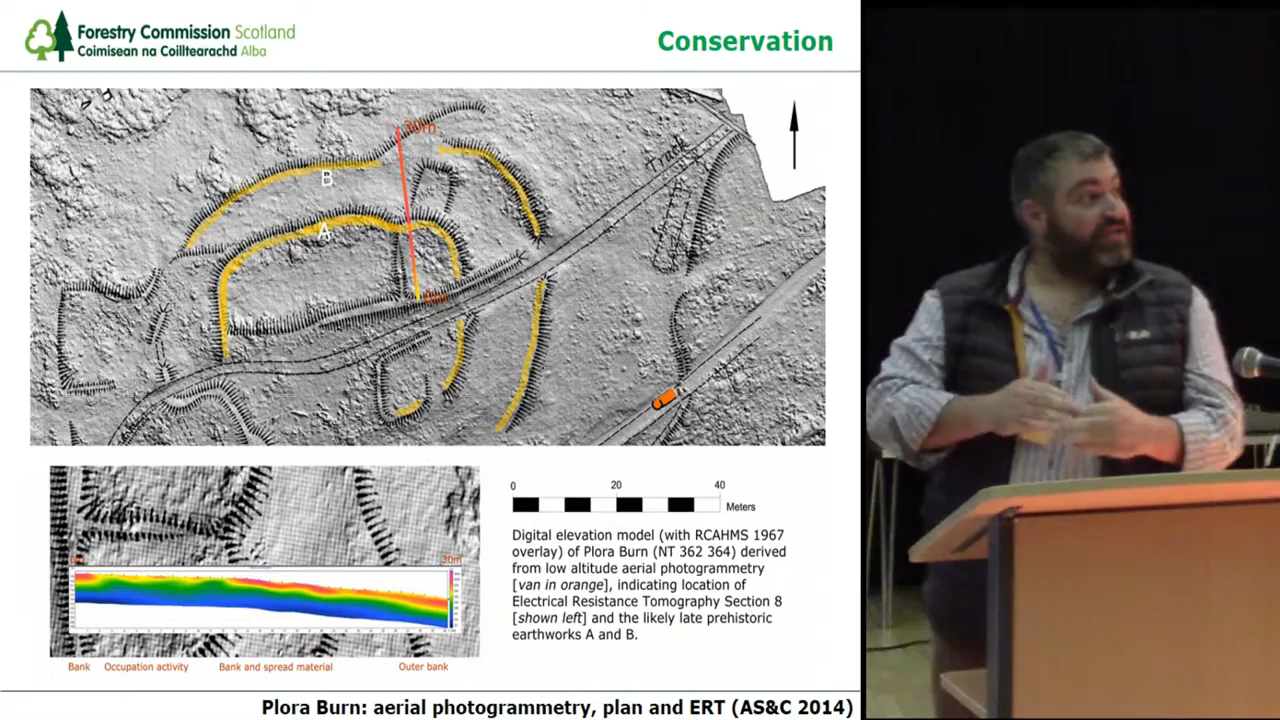 Forestry Commission Scotland
Coimisean na Coilltearachd Alba
Conservation
30m
Track
B
A
0m
0 20 40
Meters
Digital elevation model (with RCAHMS 1967
overlay) of Plora Burn (NT 362 364) derived
from low altitude aerial photogrammetry
[van in orange], indicating location of
Electrical Resistance Tomography Section 8
[shown left] and the likely late prehistoric
earthworks A and B.
30m
Bank Occupation activity Bank and spread material Outer bank
Plora Burn: aerial photogrammetry, plan and ERT (AS&C 2014)